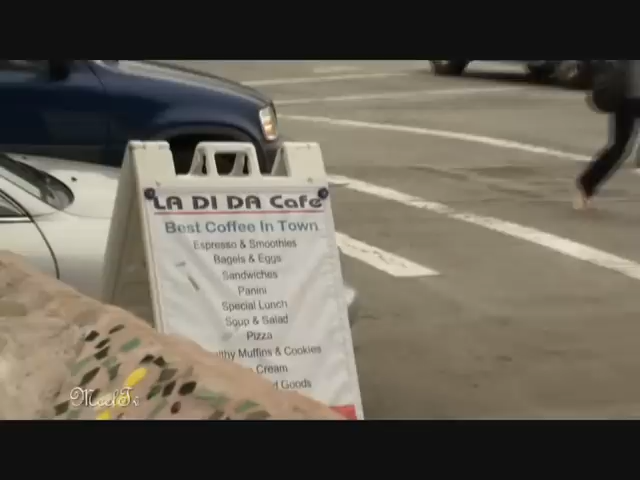 LA DI DA Cafe
Best Coffee In Town
Espresso & Smoothies
Bagels & Eggs
Sandwiches
Panini
Special Lunch
Soup & Salad
Pizza
Muffins & Cookies
Cream
Goods